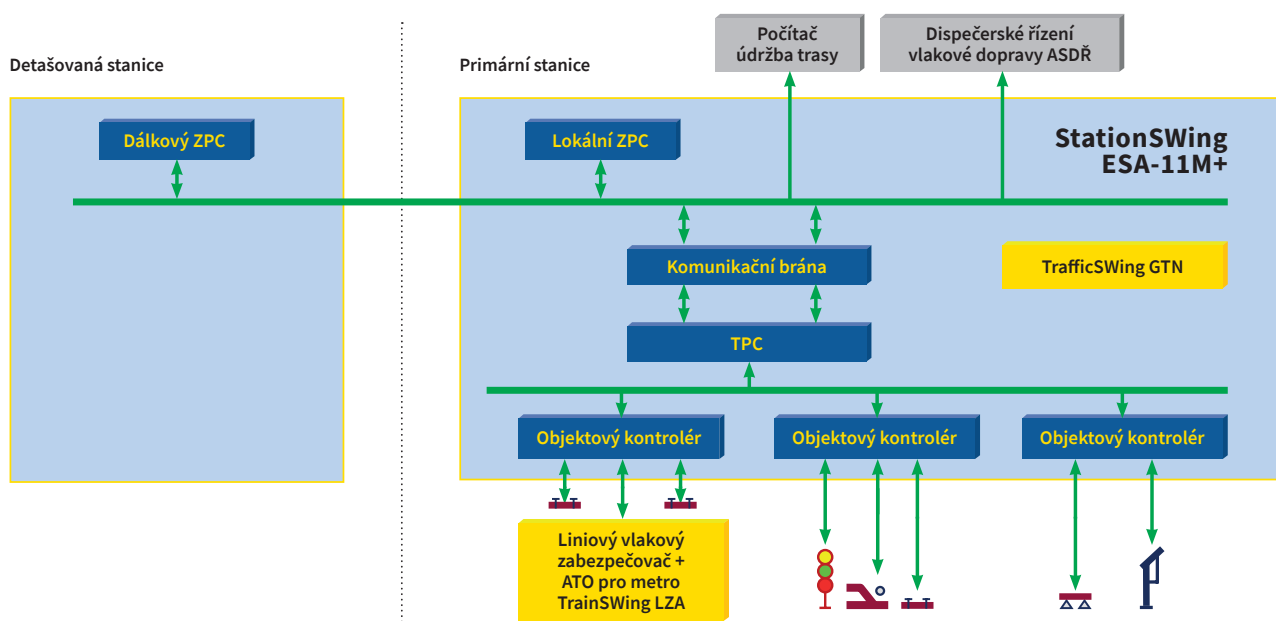 Detašovaná stanice
Primární stanice
Počítač
údržba trasy
Dispečerské řízení
vlakové dopravy ASDŘ
Dálkový ZPC
Lokální ZPC
StationSWing
ESA-11M+
Komunikační brána
TrafficSWing GTN
TPC
Objektový kontrolér
Objektový kontrolér
Objektový kontrolér
Liniový vlakový
zabezpečovač +
ATO pro metro
TrainSWing LZA